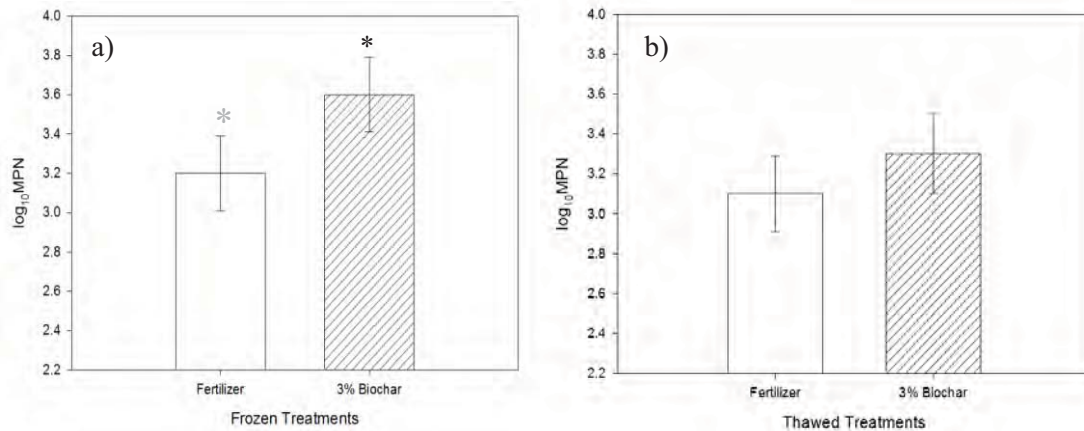 a)
*
*
4.0
3.8
3.6
3.4
3.2
3.0
2.8
2.6
2.4
2.2
log₁₀MPN
Fertilizer
3% Biochar
Frozen Treatments
b)
4.0
3.8
3.6
3.4
3.2
3.0
2.8
2.6
2.4
2.2
log₁₀MPN
Fertilizer
3% Biochar
Thawed Treatments